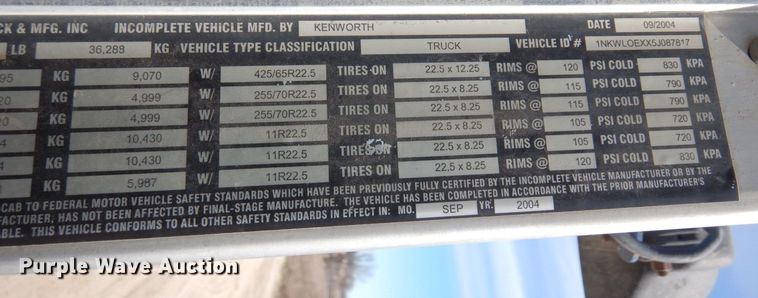 CK & MFG. INC INCOMPLETE VEHICLE MFD. BY KENWORTH DATE 09/2004
LB 36,288 KG VEHICLE TYPE CLASSIFICATION TRUCK VEHICLE ID # 1NKWLOEXX5J087817
95 KG 9,070 W/ 425/65R22.5 TIRES ON 22.5 x 12.25 RIMS @ 120 PSI COLD 830 KPA
20 KG 4,999 W/ 255/70R22.5 TIRES ON 22.5 x 8.25 RIMS @ 115 PSI COLD 790 KPA
20 KG 4,999 W/ 255/70R22.5 TIRES ON 22.5 x 8.25 RIMS @ 115 PSI COLD 790 KPA
KG 10,430 W/ 11R22.5 TIRES ON 22.5 x 8.25 RIMS @ 105 PSI COLD 720 KPA
KG 10,430 W/ 11R22.5 TIRES ON 22.5 x 8.25 RIMS @ 105 PSI COLD 720 KPA
KG 5,987 W/ 11R22.5 TIRES ON 22.5 x 8.25 RIMS @ 120 PSI COLD 830 KPA
-CAB TO FEDERAL MOTOR VEHICLE SAFETY STANDARDS WHICH HAVE BEEN PREVIOUSLY FULLY CERTIFIED BY THE INCOMPLETE VEHICLE MANUFACTURER OR BY THE
FACTURER, HAS NOT BEEN AFFECTED BY FINAL-STAGE MANUFACTURE. THE VEHICLE HAS BEEN COMPLETED IN ACCORDANCE WITH THE PRIOR MANUFACTURER'S
ABLE. THIS VEHICLE CONFORMS TO ALL OTHER SAFETY STANDARDS IN EFFECT IN: MO. SEP YR. 2004
Purple Wave Auction